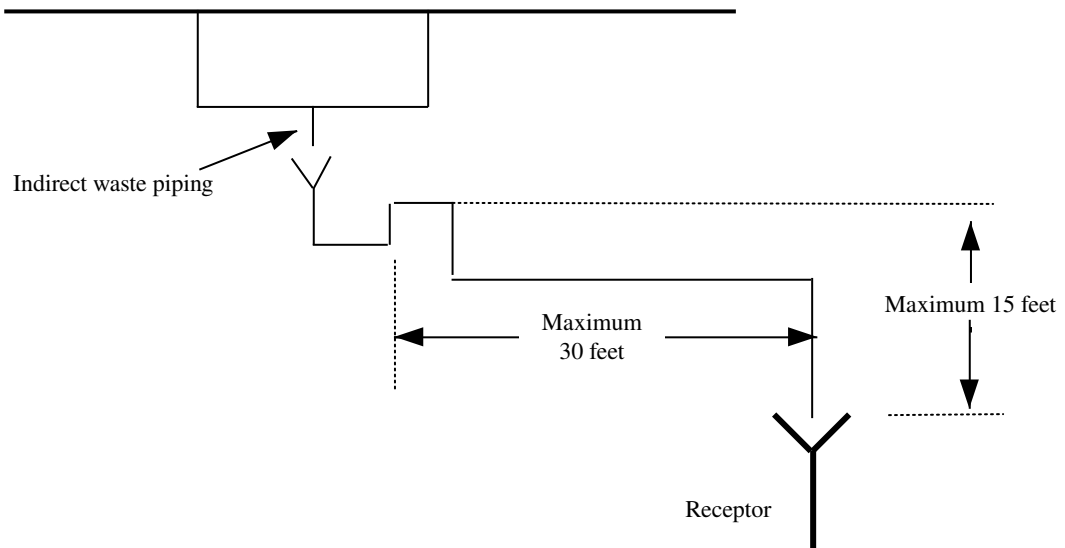 Indirect waste piping
Maximum 15 feet
Maximum
30 feet
Receptor